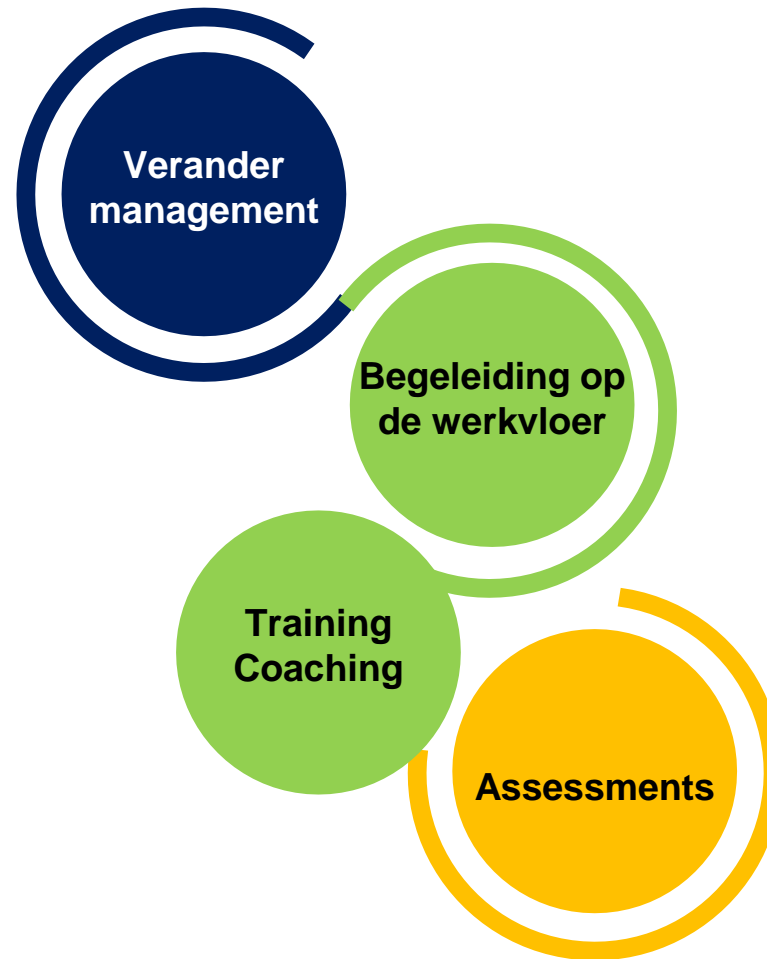 Verander
management
Begeleiding op
de werkvloer
Training
Coaching
Assessments